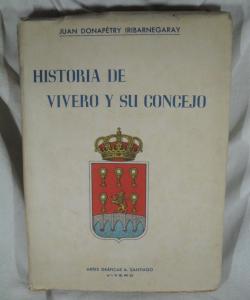 JUAN DONAPÉTRY IRIBARNEGARAY
HISTORIA DE
VIVERO Y SU CONCEJO
ARTES GRÁFICAS A. SANTIAGO
VIVERO